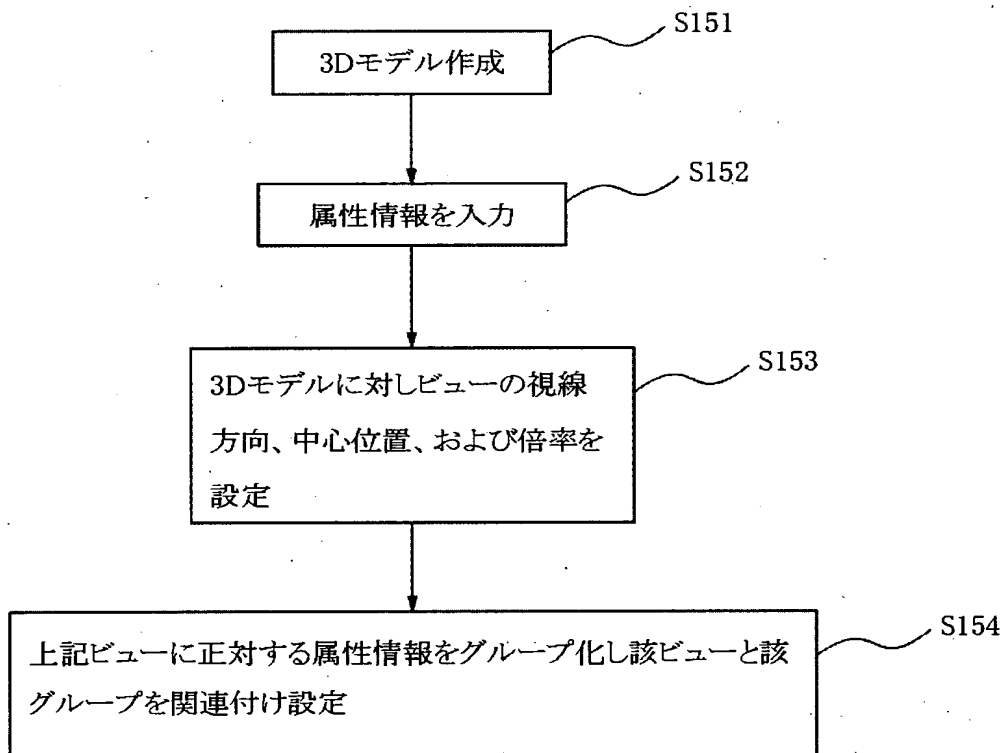 S151
3Dモデル作成
S152
属性情報を入力
S153
3Dモデルに対しビューの視線
方向、中心位置、および倍率を
設定
S154
上記ビューに正対する属性情報をグループ化し該ビューと該
グループを関連付け設定